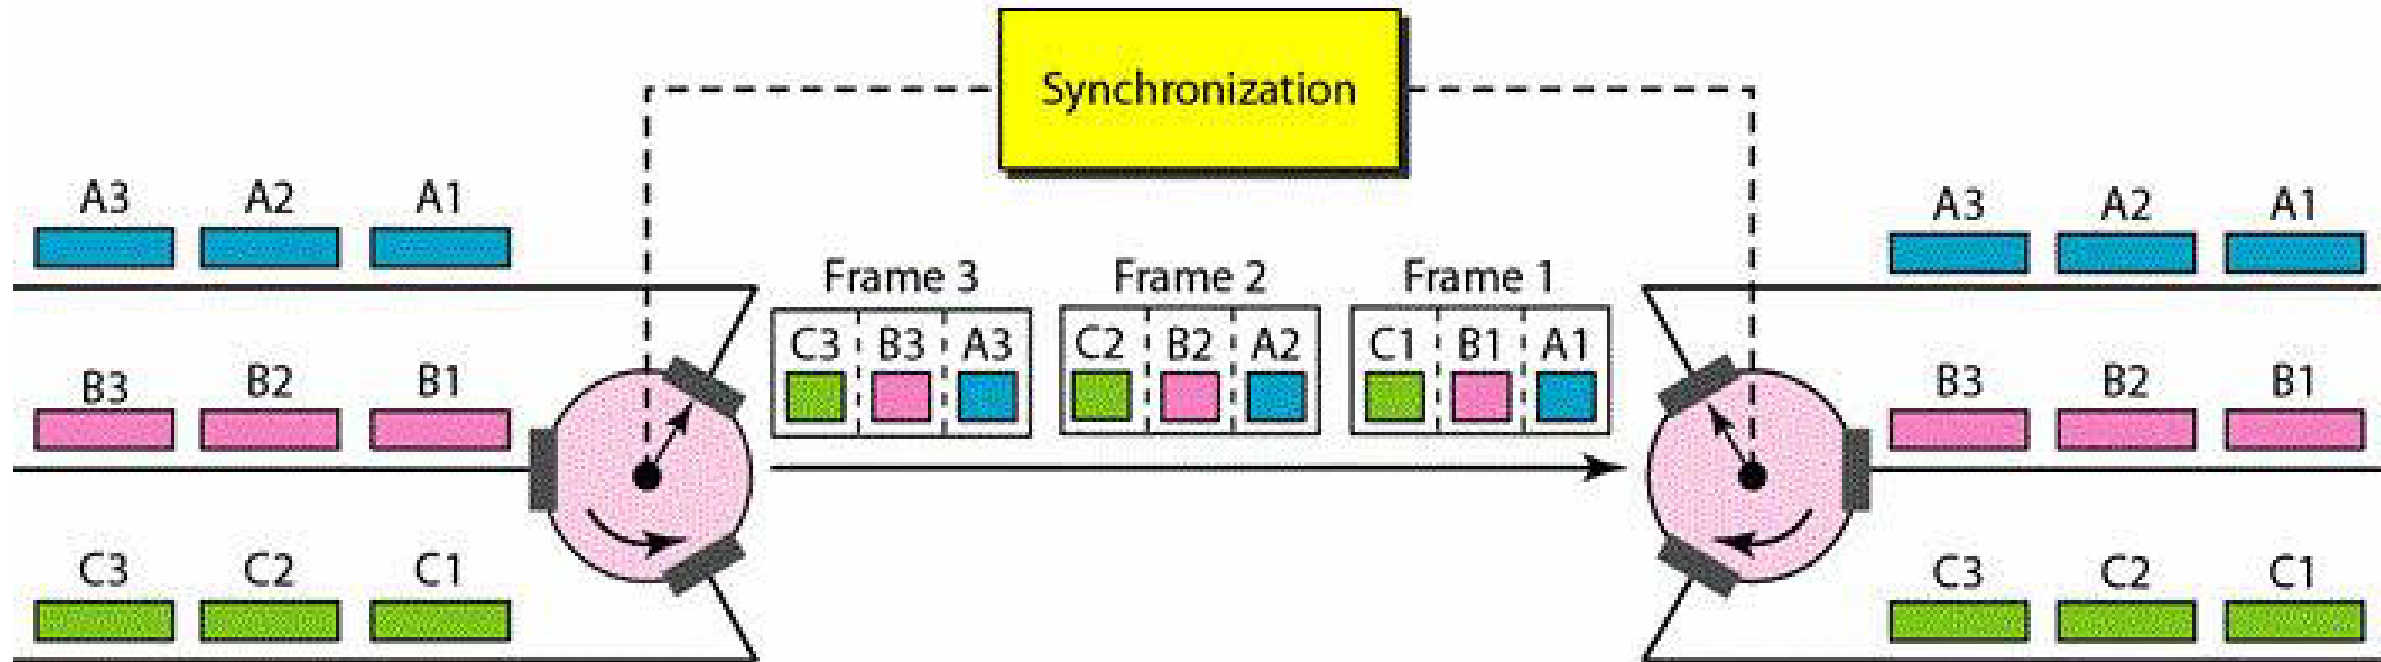 Synchronization
A3 A2 A1
A3 A2 A1
Frame 3 Frame 2 Frame 1
C3 B3 A3 C2 B2 A2 C1 B1 A1
B3 B2 B1
B3 B2 B1
C3 C2 C1
C3 C2 C1